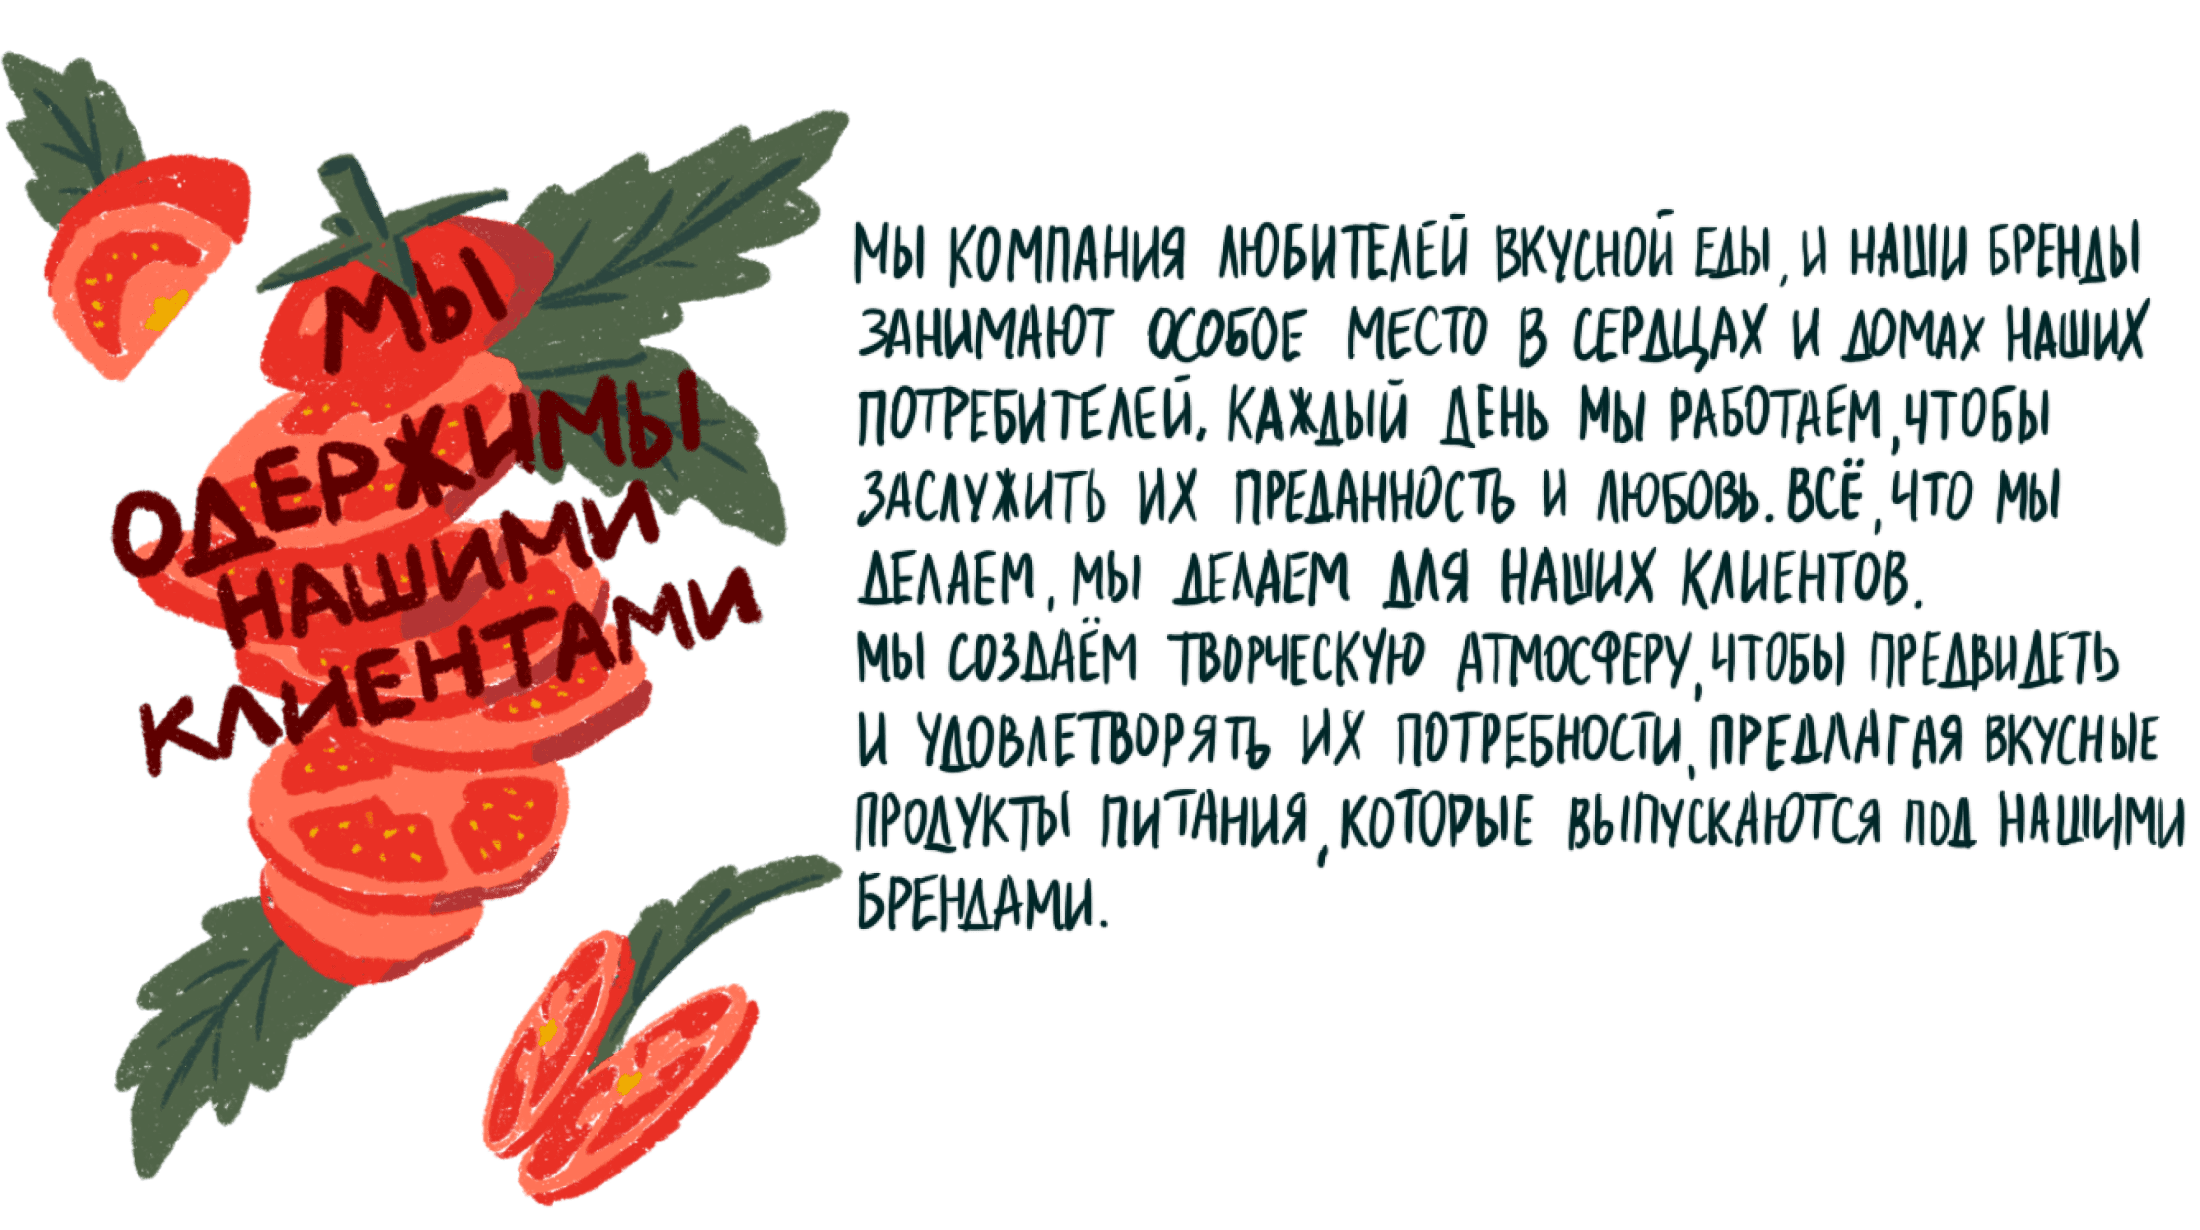 МЫ
ОДЕРЖИМЫ
НАШИМИ
КЛИЕНТАМИ
МЫ КОМПАНИЯ ЛЮБИТЕЛЕЙ ВКУСНОЙ ЕДЫ, И НАШИ БРЕНДЫ
ЗАНИМАЮТ ОСОБОЕ МЕСТО В СЕРДЦАХ И ДОМАХ НАШИХ
ПОТРЕБИТЕЛЕЙ. КАЖДЫЙ ДЕНЬ МЫ РАБОТАЕМ, ЧТОБЫ
ЗАСЛУЖИТЬ ИХ ПРЕДАННОСТЬ И ЛЮБОВЬ. ВСЁ, ЧТО МЫ
ДЕЛАЕМ, МЫ ДЕЛАЕМ ДЛЯ НАШИХ КЛИЕНТОВ.
МЫ СОЗДАЁМ ТВОРЧЕСКУЮ АТМОСФЕРУ, ЧТОБЫ ПРЕДВИДЕТЬ
И УДОВЛЕТВОРЯТЬ ИХ ПОТРЕБНОСТИ, ПРЕДЛАГАЯ ВКУСНЫЕ
ПРОДУКТЫ ПИТАНИЯ, КОТОРЫЕ ВЫПУСКАЮТСЯ ПОД НАШИМИ
БРЕНДАМИ.